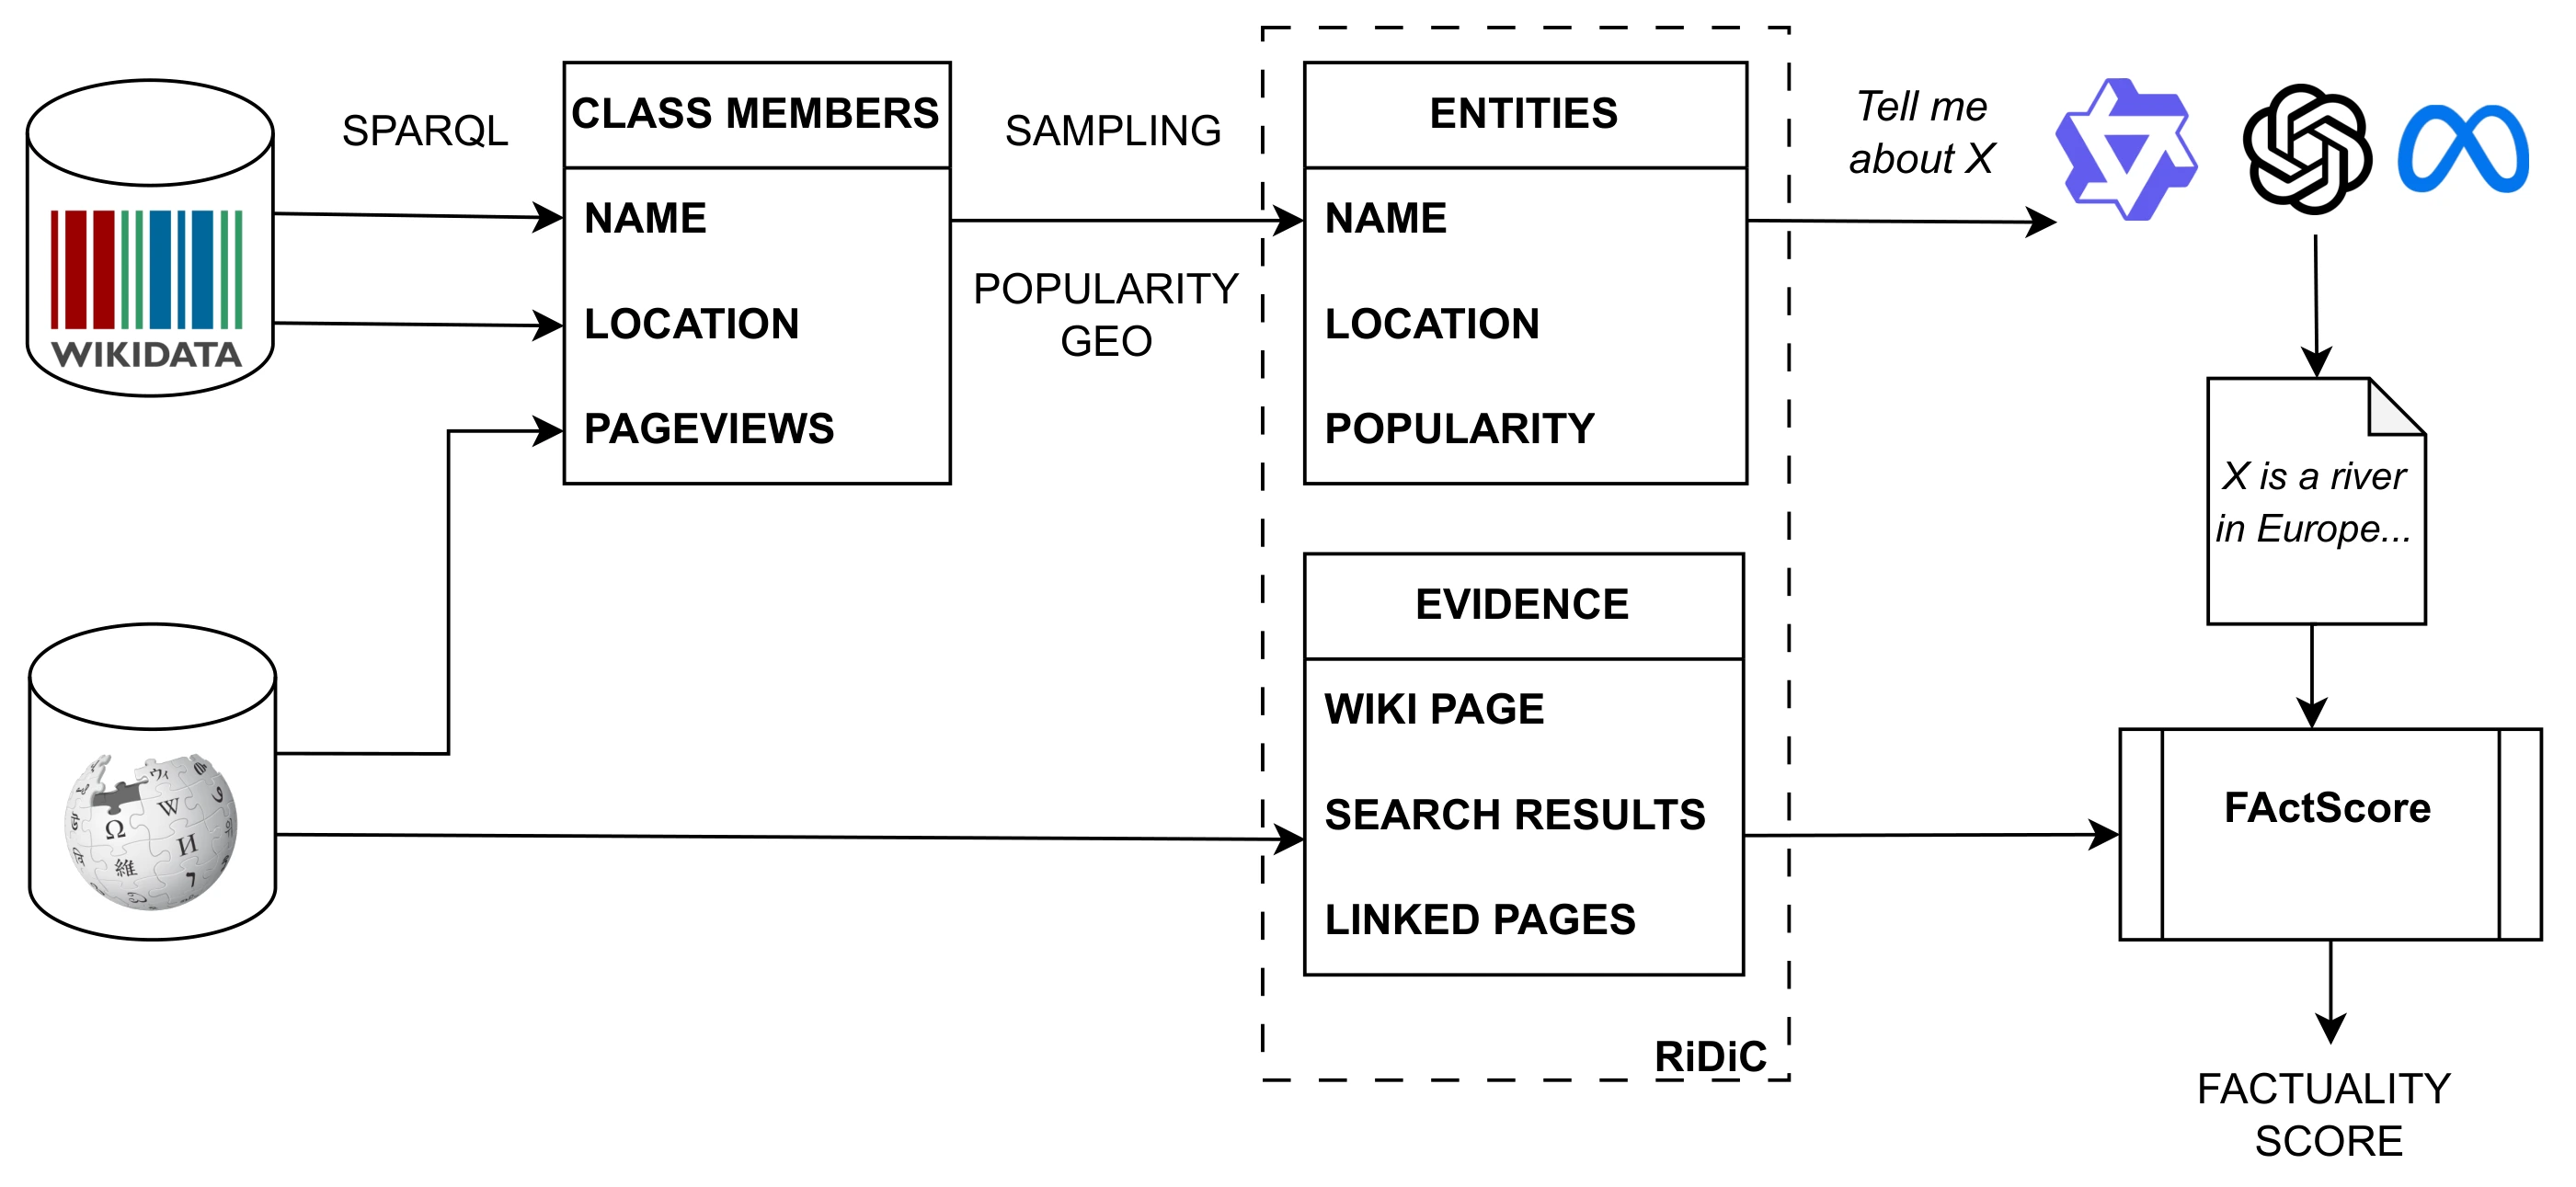 SPARQL
WIKIDATA
CLASS MEMBERS
NAME
LOCATION
PAGEVIEWS
SAMPLING
POPULARITY
GEO
ENTITIES
NAME
LOCATION
POPULARITY
EVIDENCE
WIKI PAGE
SEARCH RESULTS
LINKED PAGES
RiDiC
Tell me
about X
X is a river
in Europe...
FActScore
FACTUALITY
SCORE
Ω
W
И
維